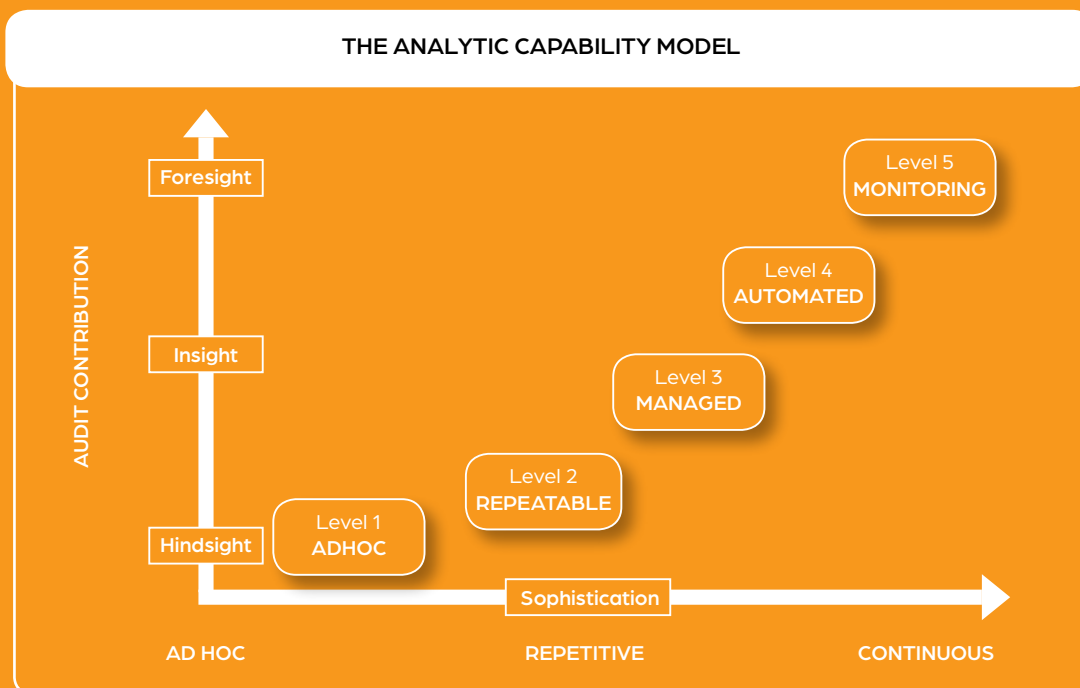 THE ANALYTIC CAPABILITY MODEL
AUDIT CONTRIBUTION
Foresight
Insight
Hindsight
Level 5
MONITORING
Level 4
AUTOMATED
Level 3
MANAGED
Level 2
REPEATABLE
Level 1
ADHOC
Sophistication
AD HOC
REPETITIVE
CONTINUOUS